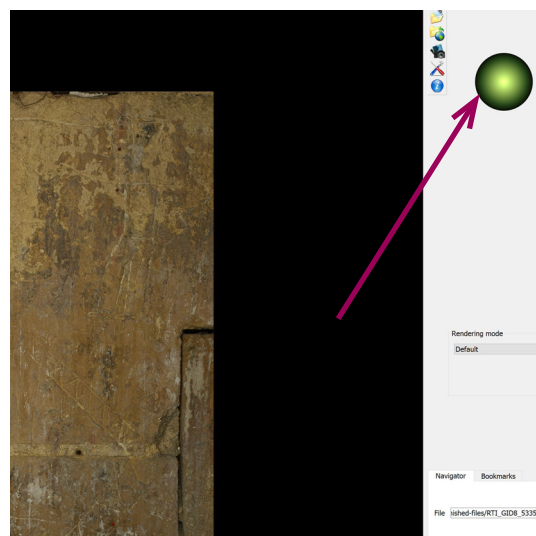 Rendering mode
Default
Navigator Bookmarks
File ished-files/RTI_GID8_5335